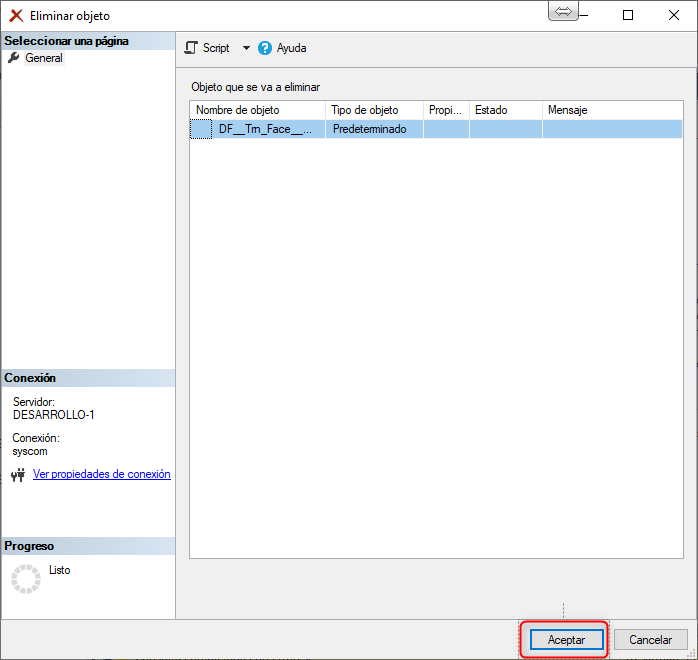 Eliminar objeto
Seleccionar una página
General
Script
Ayuda
Objeto que se va a eliminar
Nombre de objeto Tipo de objeto Propi... Estado Mensaje
DF__Trn_Face__... Predeterminado
Conexión
Servidor:
DESARROLLO-1
Conexión:
syscom
Ver propiedades de conexión
Progreso
Listo
Aceptar Cancelar